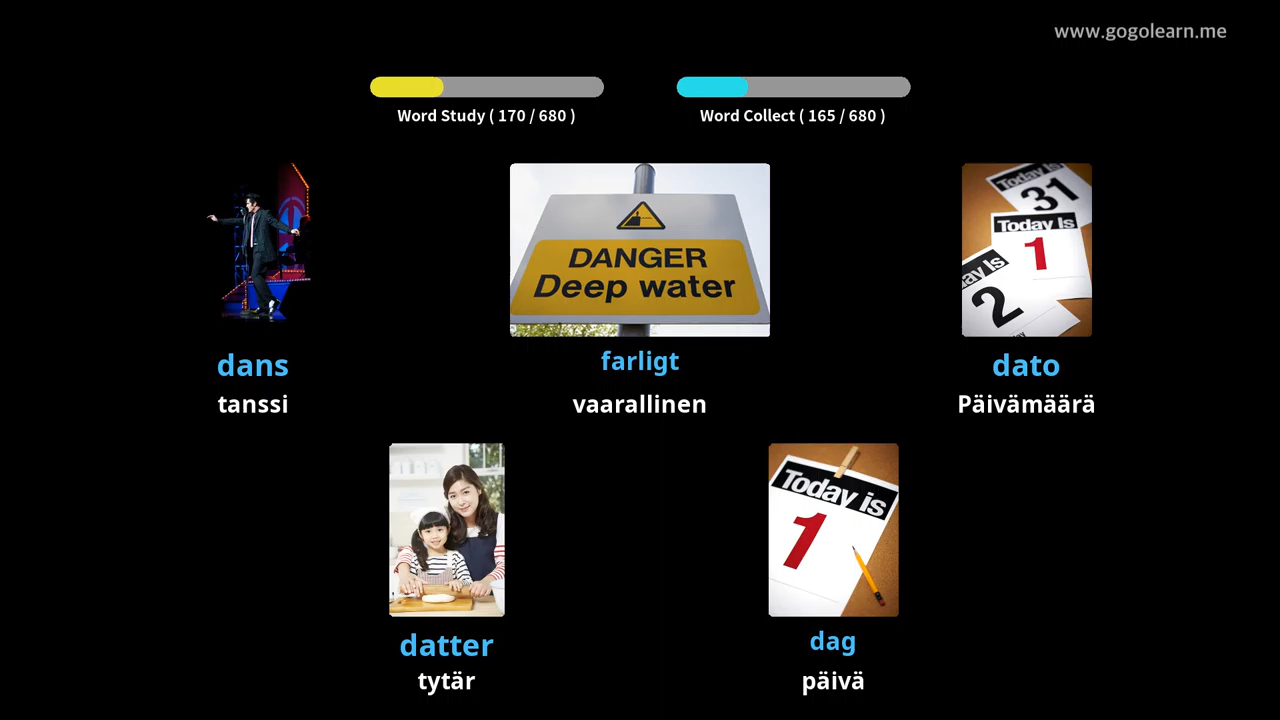 www.gogolearn.me
Word Study ( 170 / 680 )
Word Collect ( 165 / 680 )
Today is
31
Today Is
1
ay Is
2
DANGER
Deep water
dans
farligt
dato
tanssi
vaarallinen
Päivämäärä
Today is
1
datter
dag
tytär
päivä